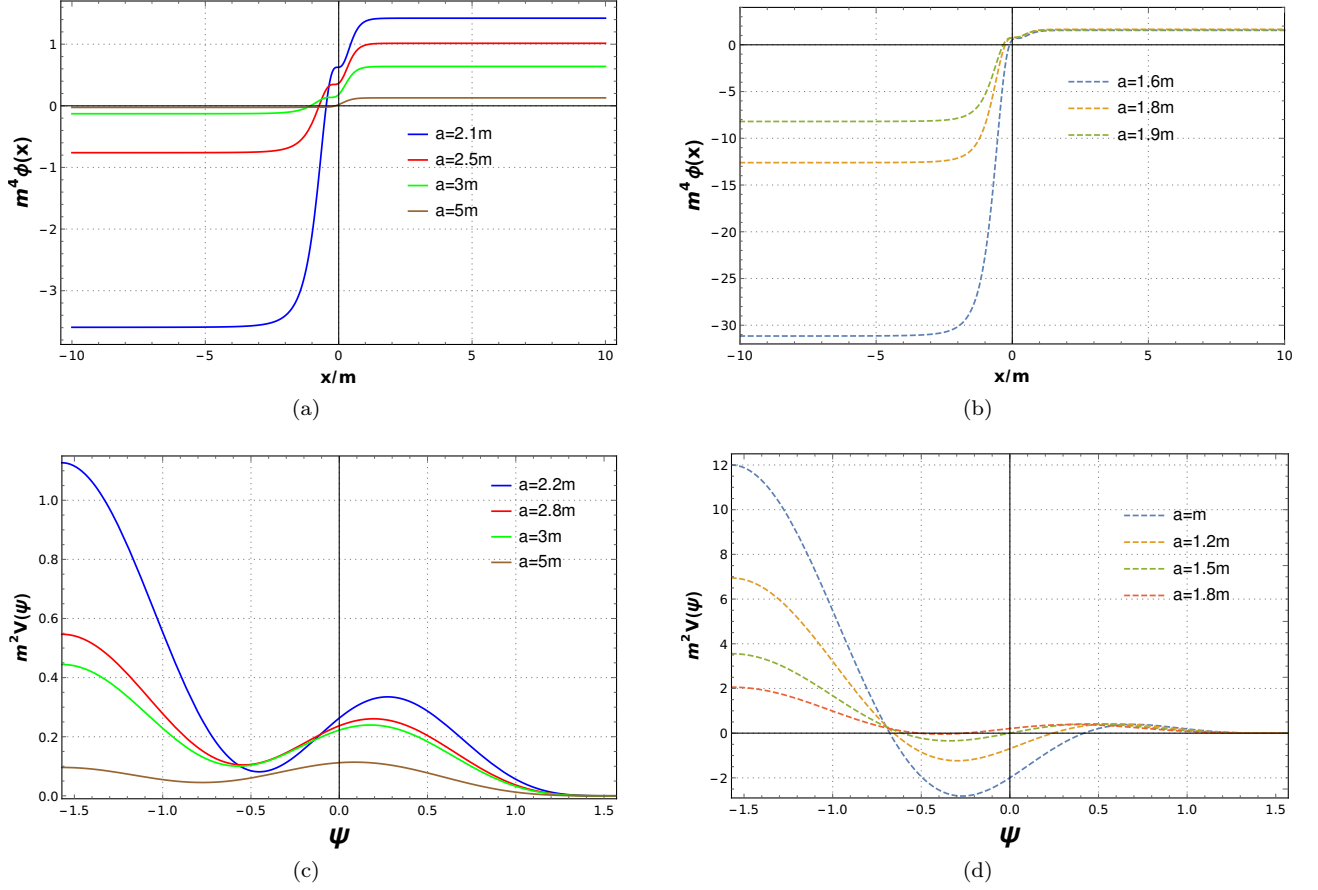 1
0
−1
−2
−3
−10
−5
0
5
10
m⁴ ϕ(x)
x/m
a=2.1m
a=2.5m
a=3m
a=5m
(a)
0
−5
−10
−15
−20
−25
−30
−10
−5
0
5
10
m⁴ ϕ(x)
x/m
a=1.6m
a=1.8m
a=1.9m
(b)
1.0
0.8
0.6
0.4
0.2
0.0
−1.5
−1.0
−0.5
0.0
0.5
1.0
1.5
m² V(ψ)
ψ
a=2.2m
a=2.8m
a=3m
a=5m
(c)
12
10
8
6
4
2
0
−2
−1.5
−1.0
−0.5
0.0
0.5
1.0
1.5
m² V(ψ)
ψ
a=m
a=1.2m
a=1.5m
a=1.8m
(d)